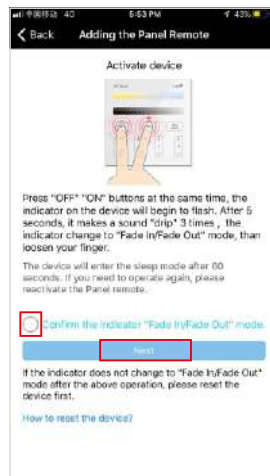 中国移动 4G 5:53 PM 43%
Back Adding the Panel Remote
Activate device
Press "OFF" "ON" buttons at the same time, the
indicator on the device will begin to flash. After 5
seconds, it makes a sound "drip" 3 times , the
indicator change to "Fade In/Fade Out" mode, than
loosen your finger.
The device will enter the sleep mode after 60
seconds. If you need to operate again, please
reactivate the Panel remote.
Confirm the indicator "Fade In/Fade Out" mode.
Next
If the indicator does not change to "Fade In/Fade Out"
mode after the above operation, please reset the
device first.
How to reset the device?